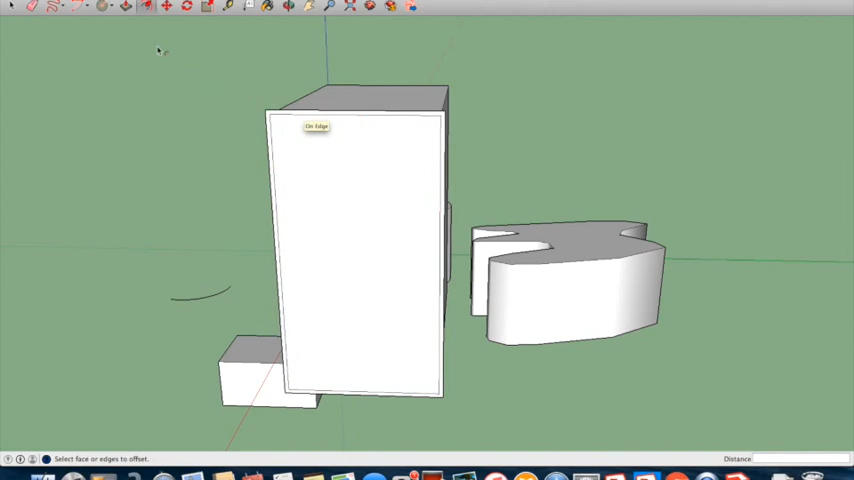 On Edge
Select face or edges to offset.
Distance